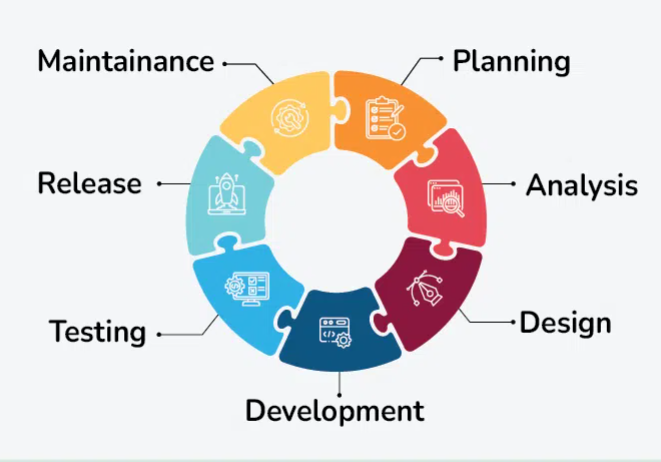 Maintainance
Planning
Release
Analysis
Testing
Design
Development